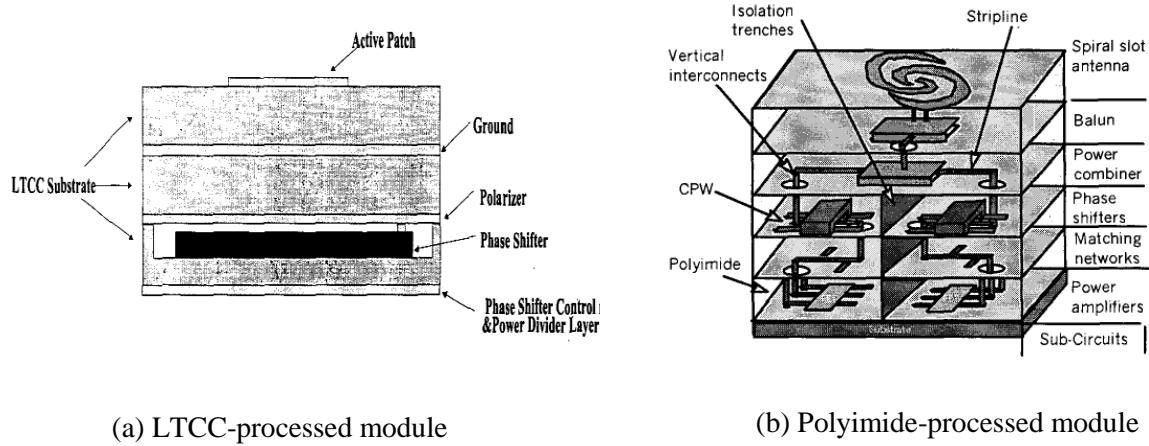 Active Patch
Ground
LTCC Substrate
Polarizer
Phase Shifter
Phase Shifter Control
&Power Divider Layer
(a) LTCC-processed module
Isolation
trenches
Stripline
Vertical
interconnects
Spiral slot
antenna
Balun
Power
combiner
CPW
Phase
shifters
Matching
networks
Polyimide
Power
amplifiers
Substrate
Sub-Circuits
(b) Polyimide-processed module